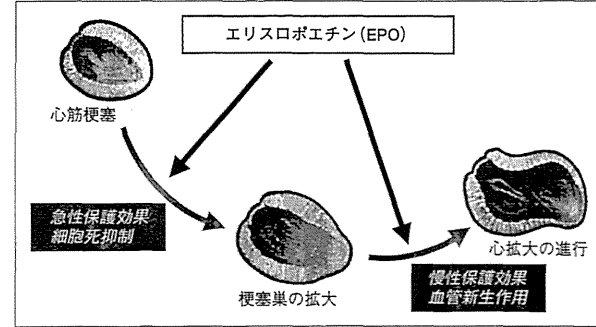 エリスロポエチン(EPO)
心筋梗塞
急性保護効果
細胞死抑制
梗塞巣の拡大
心拡大の進行
慢性保護効果
血管新生作用